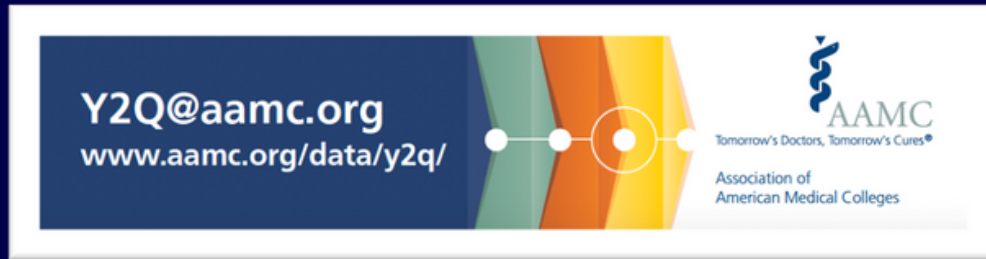 Y2Q@aamc.org
www.aamc.org/data/y2q/
AAMC
Tomorrow's Doctors, Tomorrow's Cures®
Association of
American Medical Colleges